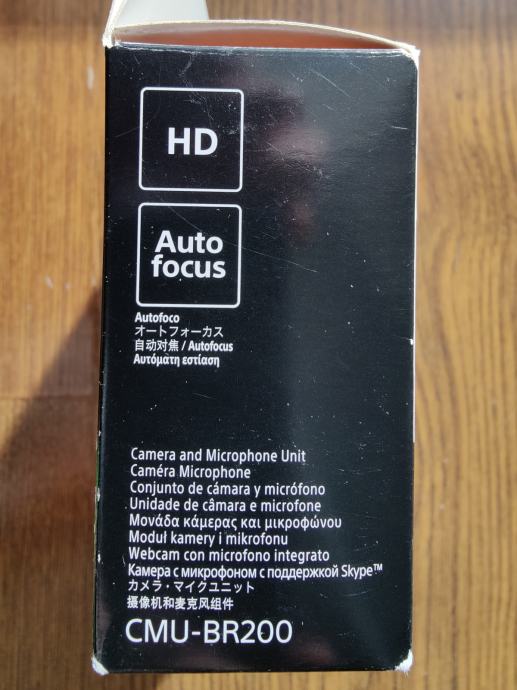 HD
Auto
focus
Autofoco
オートフォーカス
自动对焦 / Autofocus
Αυτόματη εστίαση
Camera and Microphone Unit
Caméra Microphone
Conjunto de cámara y micrófono
Unidade de câmara e microfone
Μονάδα κάμερας και μικροφώνου
Moduł kamery i mikrofonu
Webcam con microfono integrato
Камера с микрофоном с поддержкой Skype™
カメラ・マイクユニット
摄像机和麦克风组件
CMU-BR200